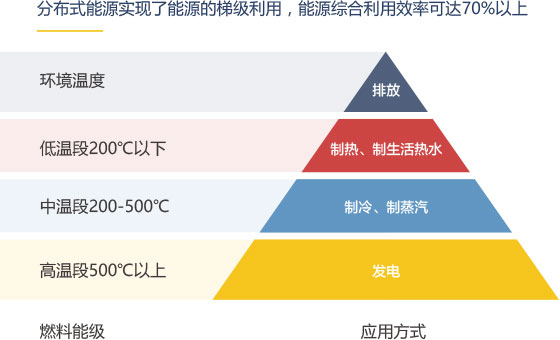 分布式能源实现了能源的梯级利用，能源综合利用效率可达70%以上
环境温度
排放
低温段200℃以下
制热、制生活热水
中温段200-500℃
制冷、制蒸汽
高温段500℃以上
发电
燃料能级
应用方式